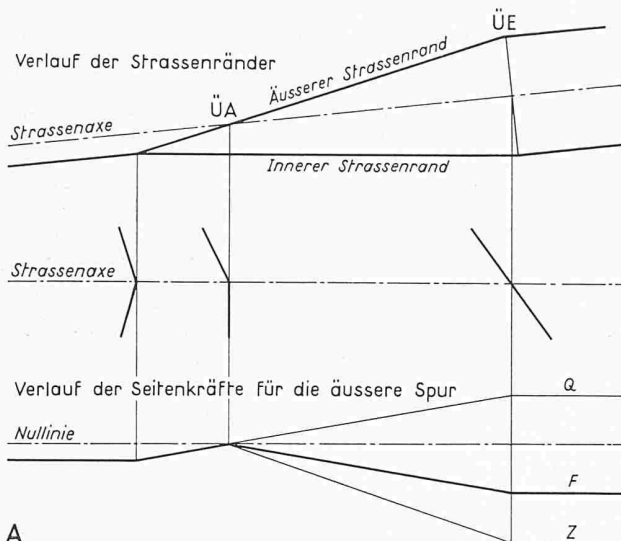 ÜE
Verlauf der Strassenränder
Äusserer Strassenrand
ÜA
Strassenaxe
Innerer Strassenrand
Strassenaxe
Verlauf der Seitenkräfte für die äussere Spur
Q
Nullinie
F
A
Z